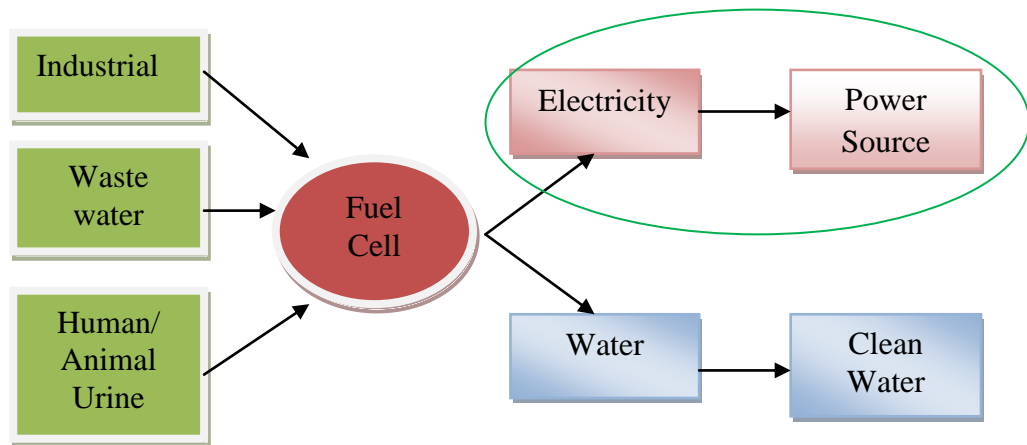 Industrial
Waste
water
Human/
Animal
Urine
Fuel
Cell
Electricity
Power
Source
Water
Clean
Water